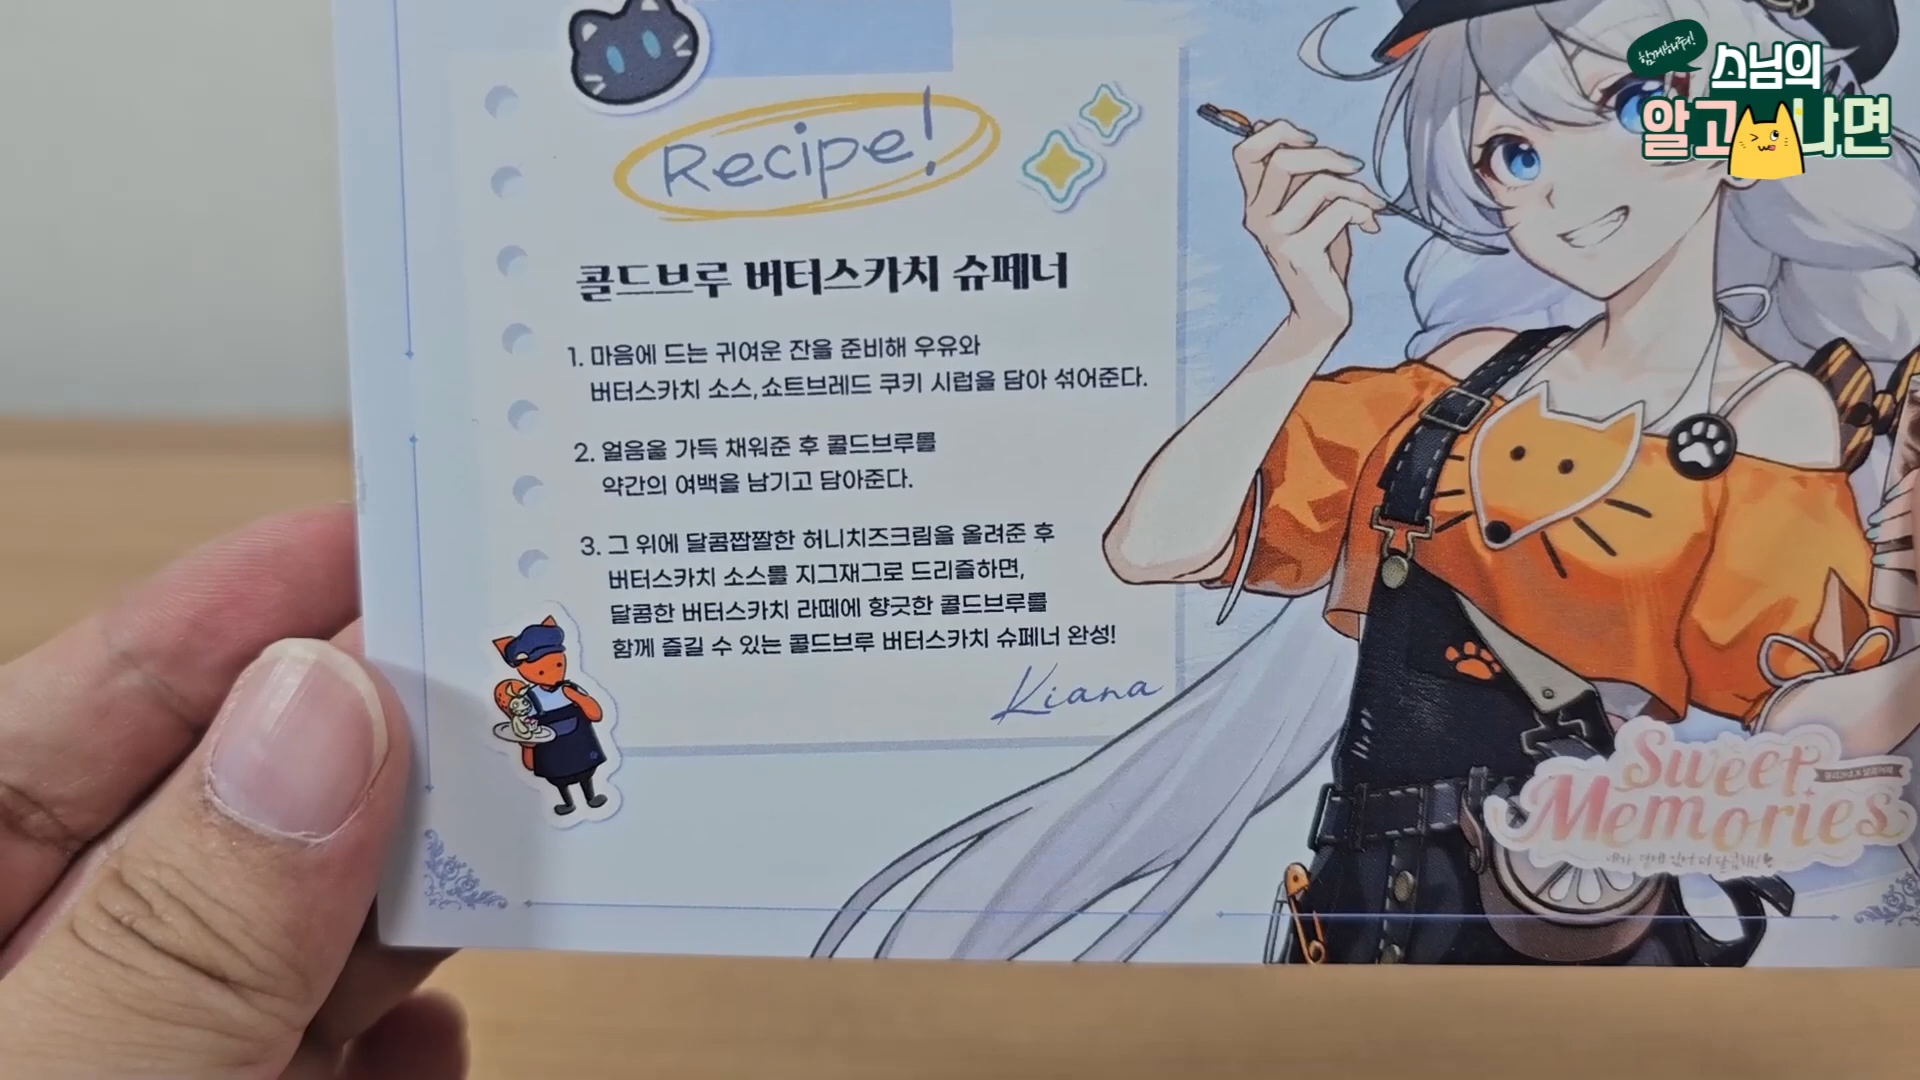 함께해줘!
스님의
알고 나면
Recipe!
콜드브루 버터스카치 슈페너
1. 마음에 드는 귀여운 잔을 준비해 우유와
버터스카치 소스, 쇼트브레드 쿠키 시럽을 담아 섞어준다.
2. 얼음을 가득 채워준 후 콜드브루를
약간의 여백을 남기고 담아준다.
3. 그 위에 달콤짭짤한 허니치즈크림을 올려준 후
버터스카치 소스를 지그재그로 드리즐하면,
달콤한 버터스카치 라떼에 향긋한 콜드브루를
함께 즐길 수 있는 콜드브루 버터스카치 슈페너 완성!
Kiana
Sweet
Memories